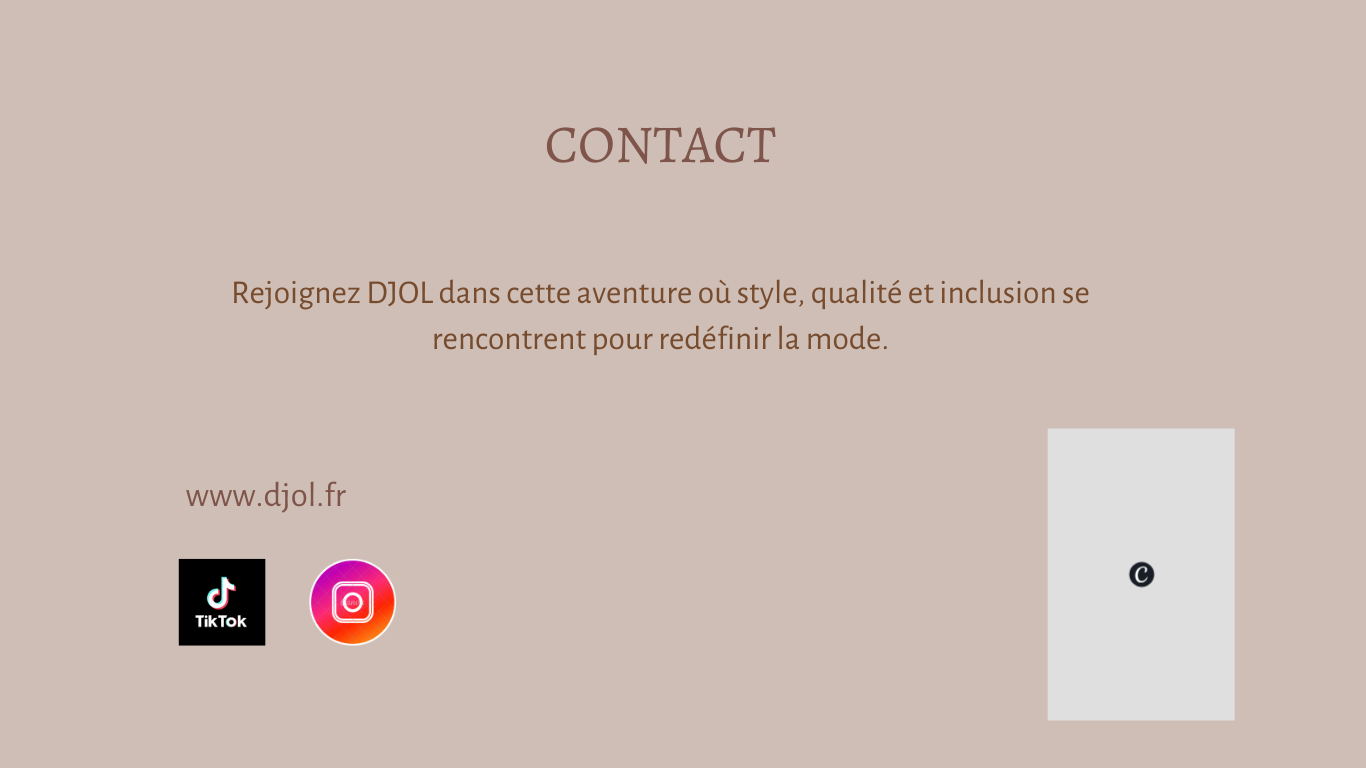 CONTACT
Rejoignez DJOL dans cette aventure où style, qualité et inclusion se
rencontrent pour redéfinir la mode.
www.djol.fr
TikTok
C